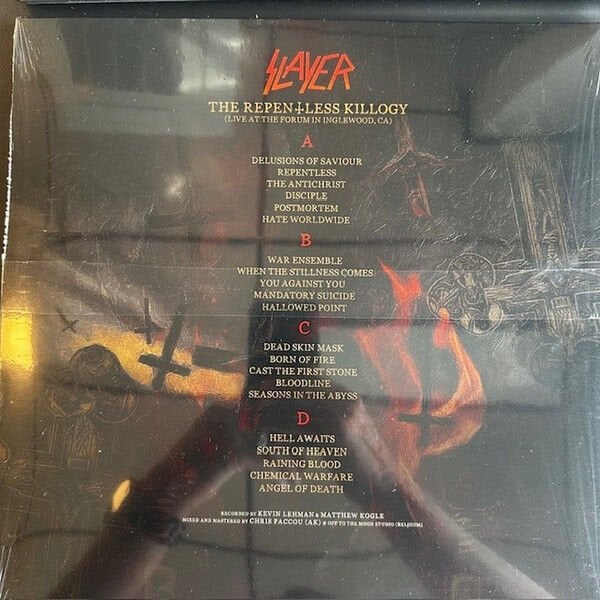 SLAYER
THE REPENTLESS KILLOGY
(LIVE AT THE FORUM IN INGLEWOOD, CA)
A
DELUSIONS OF SAVIOUR
REPENTLESS
THE ANTICHRIST
DISCIPLE
POSTMORTEM
HATE WORLDWIDE
B
WAR ENSEMBLE
WHEN THE STILLNESS COMES
YOU AGAINST YOU
MANDATORY SUICIDE
HALLOWED POINT
C
DEAD SKIN MASK
BORN OF FIRE
CAST THE FIRST STONE
BLOODLINE
SEASONS IN THE ABYSS
D
HELL AWAITS
SOUTH OF HEAVEN
RAINING BLOOD
CHEMICAL WARFARE
ANGEL OF DEATH
RECORDED BY KEVIN LEHMAN & MATTHEW KOGLE
MIXED AND MASTERED BY CHRIS PACCOU (AK) @ OFF TO THE MOON STUDIO (BELGIUM)